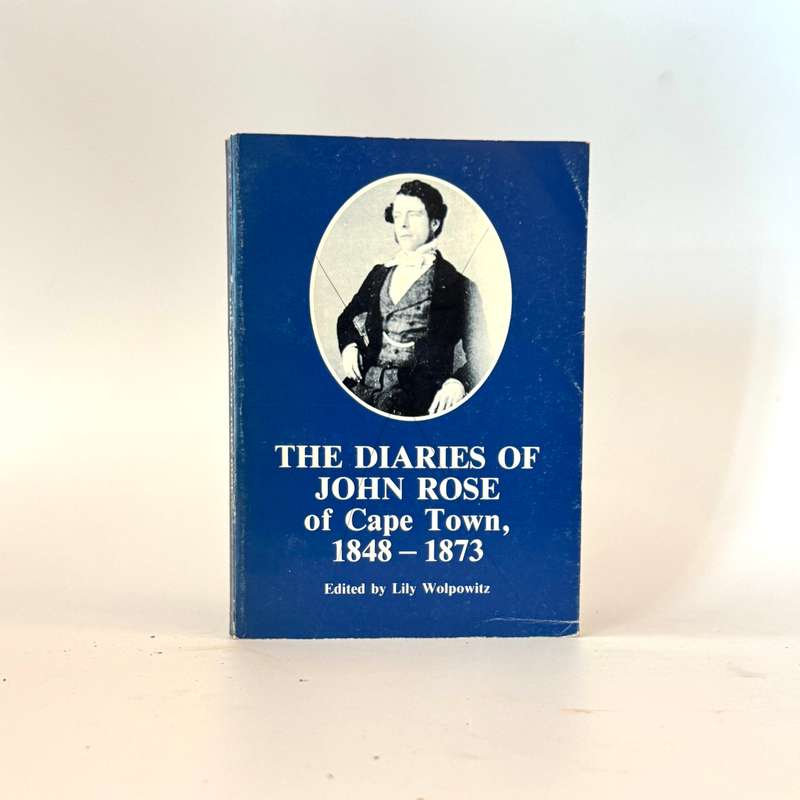 THE DIARIES OF
JOHN ROSE
of Cape Town,
1848 – 1873
Edited by Lily Wolpowitz